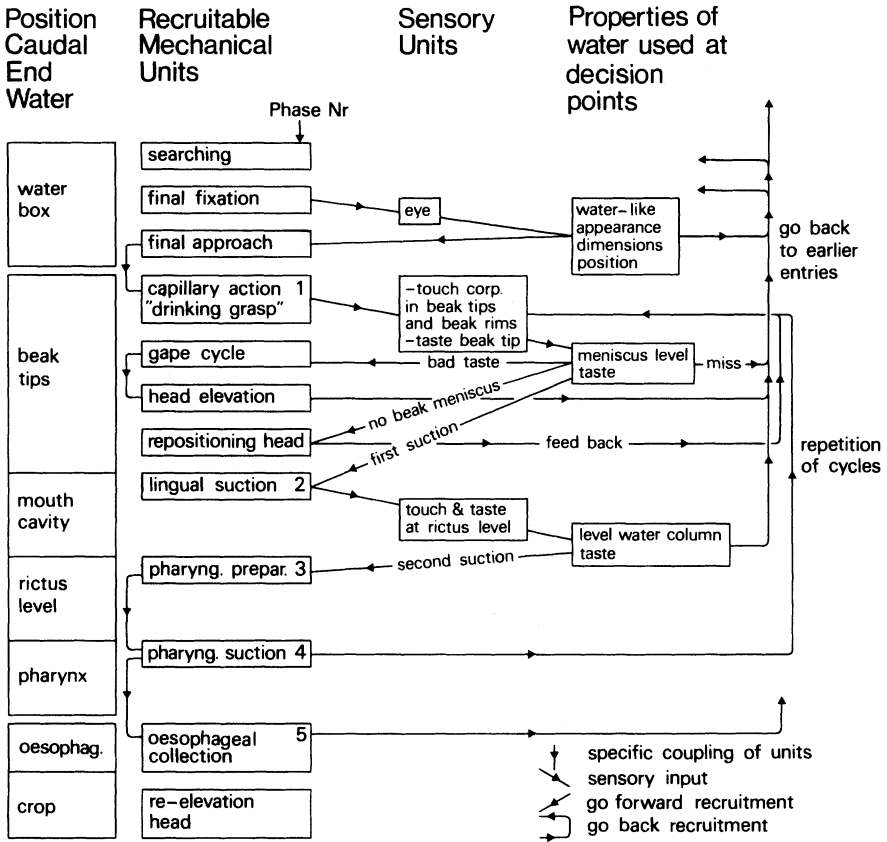 Position
Caudal
End
Water
Recruitable
Mechanical
Units
Sensory
Units
Properties of
water used at
decision
points
Phase Nr
water
box
searching
final fixation
final approach
eye
water-like
appearance
dimensions
position
go back
to earlier
entries
beak
tips
capillary action 1
"drinking grasp"
-touch corp.
in beak tips
and beak rims
-taste beak tip
gape cycle
bad taste
meniscus level
taste
miss
head elevation
no beak meniscus
repositioning head
feed back
first suction
repetition
of cycles
mouth
cavity
lingual suction 2
touch & taste
at rictus level
level water column
taste
rictus
level
pharyng. prepar. 3
second suction
pharynx
pharyng. suction 4
oesophag.
oesophageal 5
collection
crop
re-elevation
head
specific coupling of units
sensory input
go forward recruitment
go back recruitment